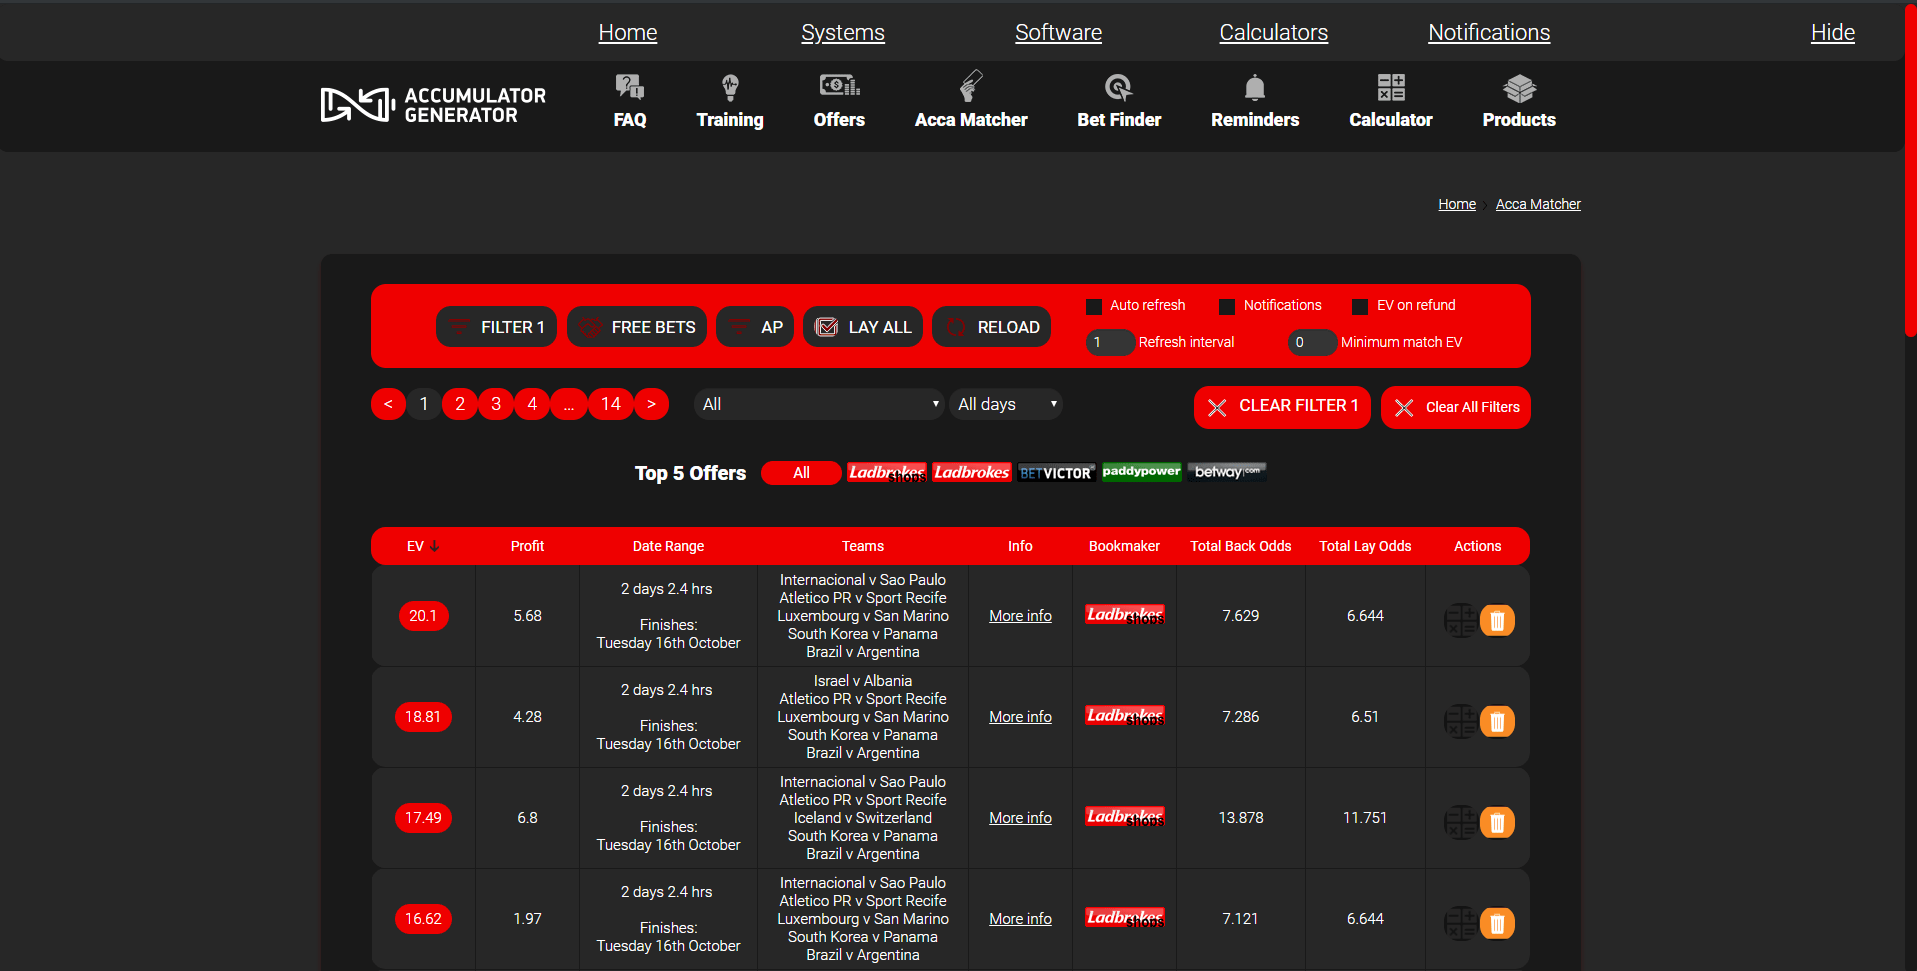 Home Systems Software Calculators Notifications Hide
ACCUMULATOR
GENERATOR
FAQ Training Offers Acca Matcher Bet Finder Reminders Calculator Products
Home › Acca Matcher
FILTER 1 FREE BETS AP LAY ALL RELOAD
Auto refresh Notifications EV on refund
1 Refresh interval 0 Minimum match EV
< 1 2 3 4 ... 14 > All All days CLEAR FILTER 1 Clear All Filters
Top 5 Offers All Ladbrokes shops Ladbrokes BETVICTOR paddypower betway.com
EV ↓ Profit Date Range Teams Info Bookmaker Total Back Odds Total Lay Odds Actions
Internacional v Sao Paulo
2 days 2.4 hrs Atletico PR v Sport Recife
20.1 5.68 Luxembourg v San Marino More info Ladbrokes shops 7.629 6.644
Finishes: South Korea v Panama
Tuesday 16th October Brazil v Argentina
Israel v Albania
2 days 2.4 hrs Atletico PR v Sport Recife
18.81 4.28 Luxembourg v San Marino More info Ladbrokes shops 7.286 6.51
Finishes: South Korea v Panama
Tuesday 16th October Brazil v Argentina
Internacional v Sao Paulo
2 days 2.4 hrs Atletico PR v Sport Recife
17.49 6.8 Iceland v Switzerland More info Ladbrokes shops 13.878 11.751
Finishes: South Korea v Panama
Tuesday 16th October Brazil v Argentina
Internacional v Sao Paulo
2 days 2.4 hrs Atletico PR v Sport Recife
16.62 1.97 Luxembourg v San Marino More info Ladbrokes shops 7.121 6.644
Finishes: South Korea v Panama
Tuesday 16th October Brazil v Argentina